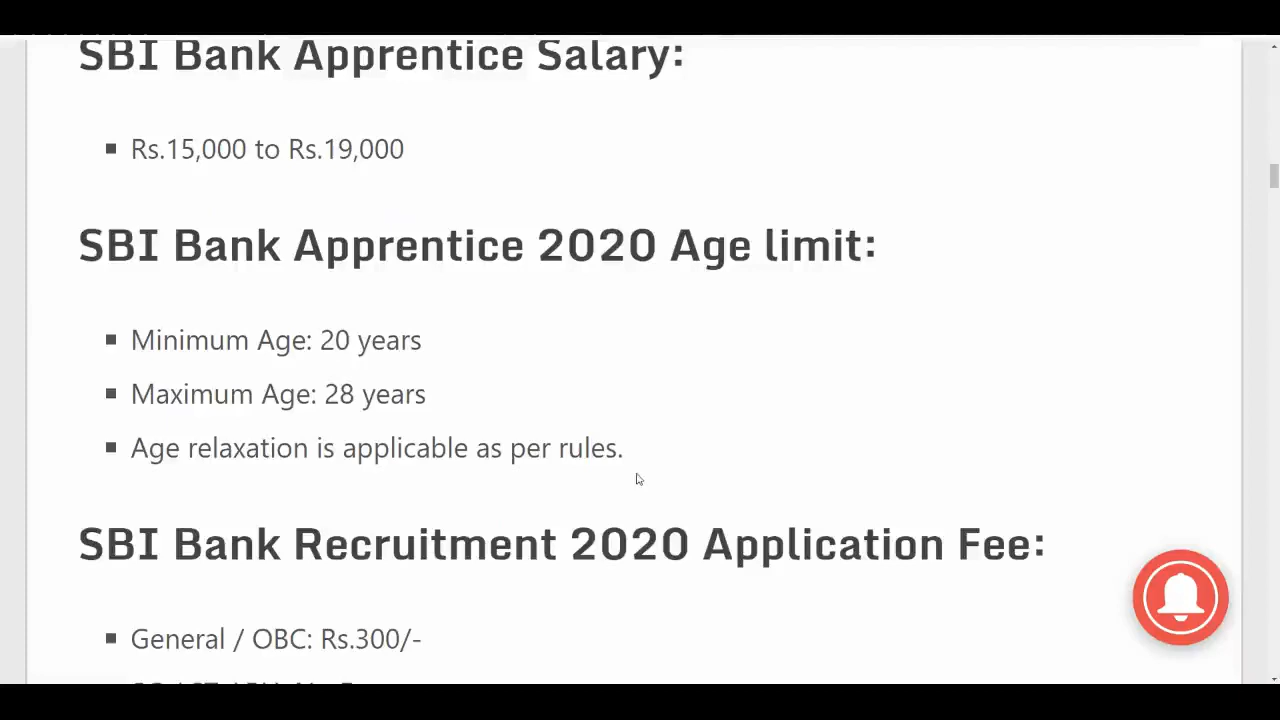 SBI Bank Apprentice Salary:
Rs.15,000 to Rs.19,000
SBI Bank Apprentice 2020 Age limit:
Minimum Age: 20 years
Maximum Age: 28 years
Age relaxation is applicable as per rules.
SBI Bank Recruitment 2020 Application Fee:
General / OBC: Rs.300/-